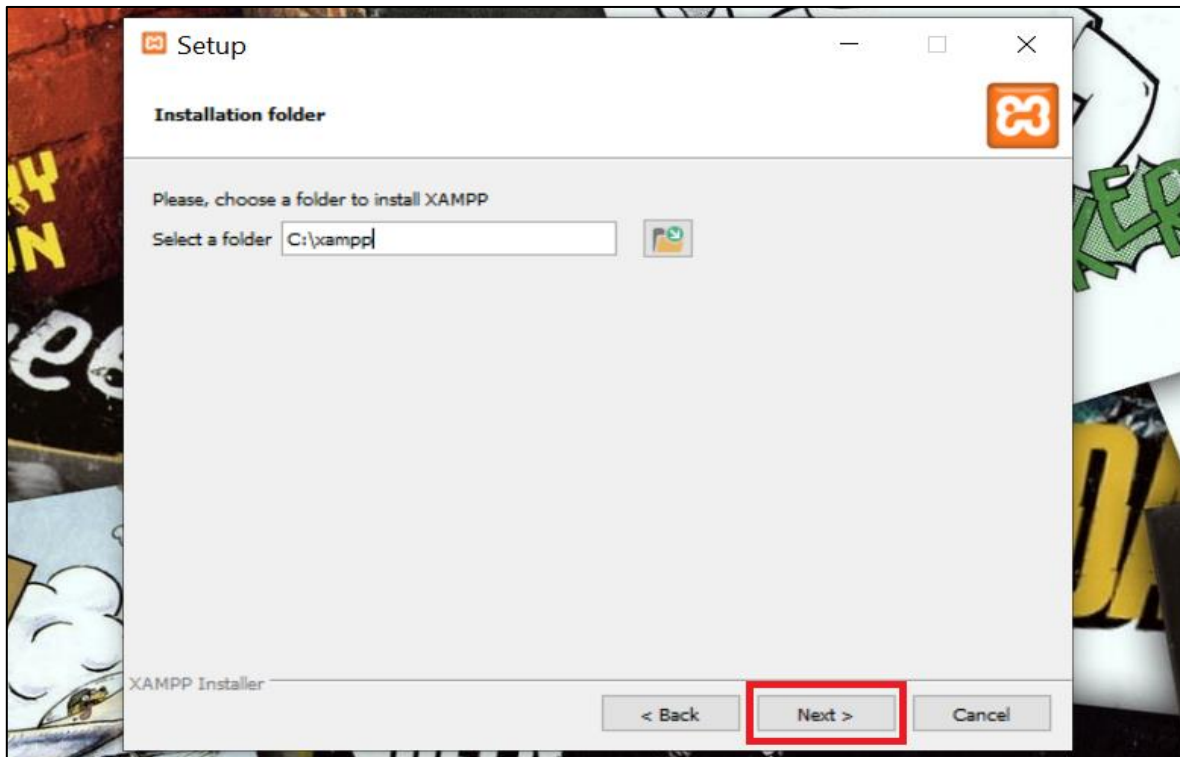 Setup
Installation folder
Please, choose a folder to install XAMPP
Select a folder C:\xampp
XAMPP Installer
< Back Next > Cancel